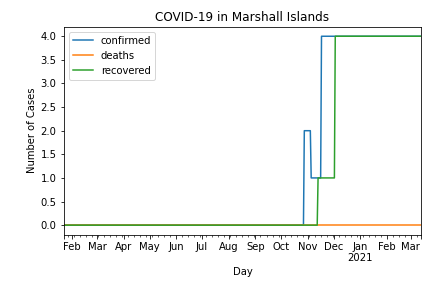 COVID-19 in Marshall Islands
confirmed
deaths
recovered
Number of Cases
4.0
3.5
3.0
2.5
2.0
1.5
1.0
0.5
0.0
Feb Mar Apr May Jun Jul Aug Sep Oct Nov Dec Jan Feb Mar
2021
Day